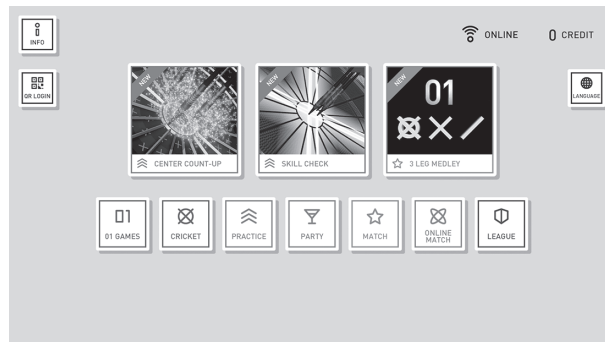 INFO
ONLINE
0 CREDIT
QR LOGIN
LANGUAGE
NEW
NEW
NEW
01
CENTER COUNT-UP
SKILL CHECK
3 LEG MEDLEY
01
01 GAMES
CRICKET
PRACTICE
PARTY
MATCH
ONLINE
MATCH
LEAGUE